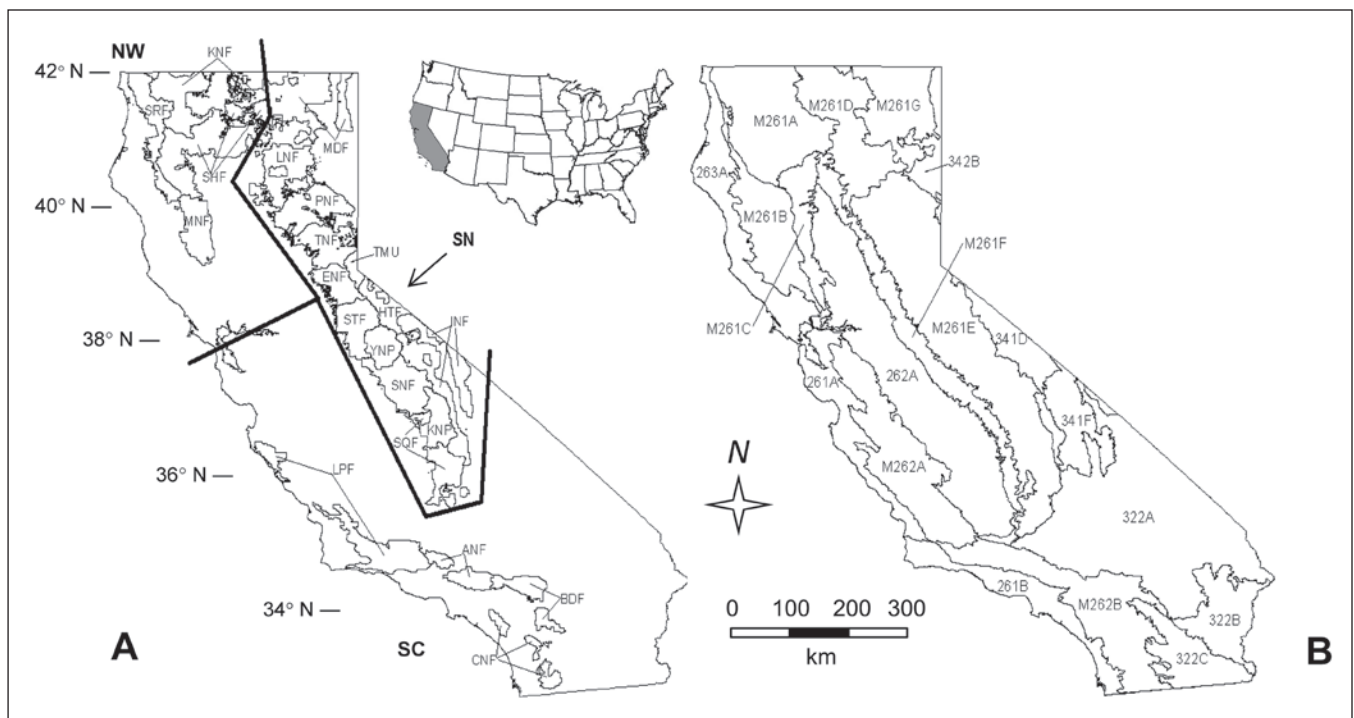 NW
KNF
42° N
SRF
MDF
LNF
SHF
40° N
PNF
MNF
TNF
TMU
SN
ENF
HTF
STF
INF
38° N
YNP
SNF
KNP
SQF
36° N
LPF
ANF
BDF
34° N
CNF
A
SC
M261D
M261G
M261A
342B
263A
M261B
M261F
M261C
M261E
341D
261A
262A
341F
M262A
N
322A
261B
M262B
322B
322C
0 100 200 300
km
B